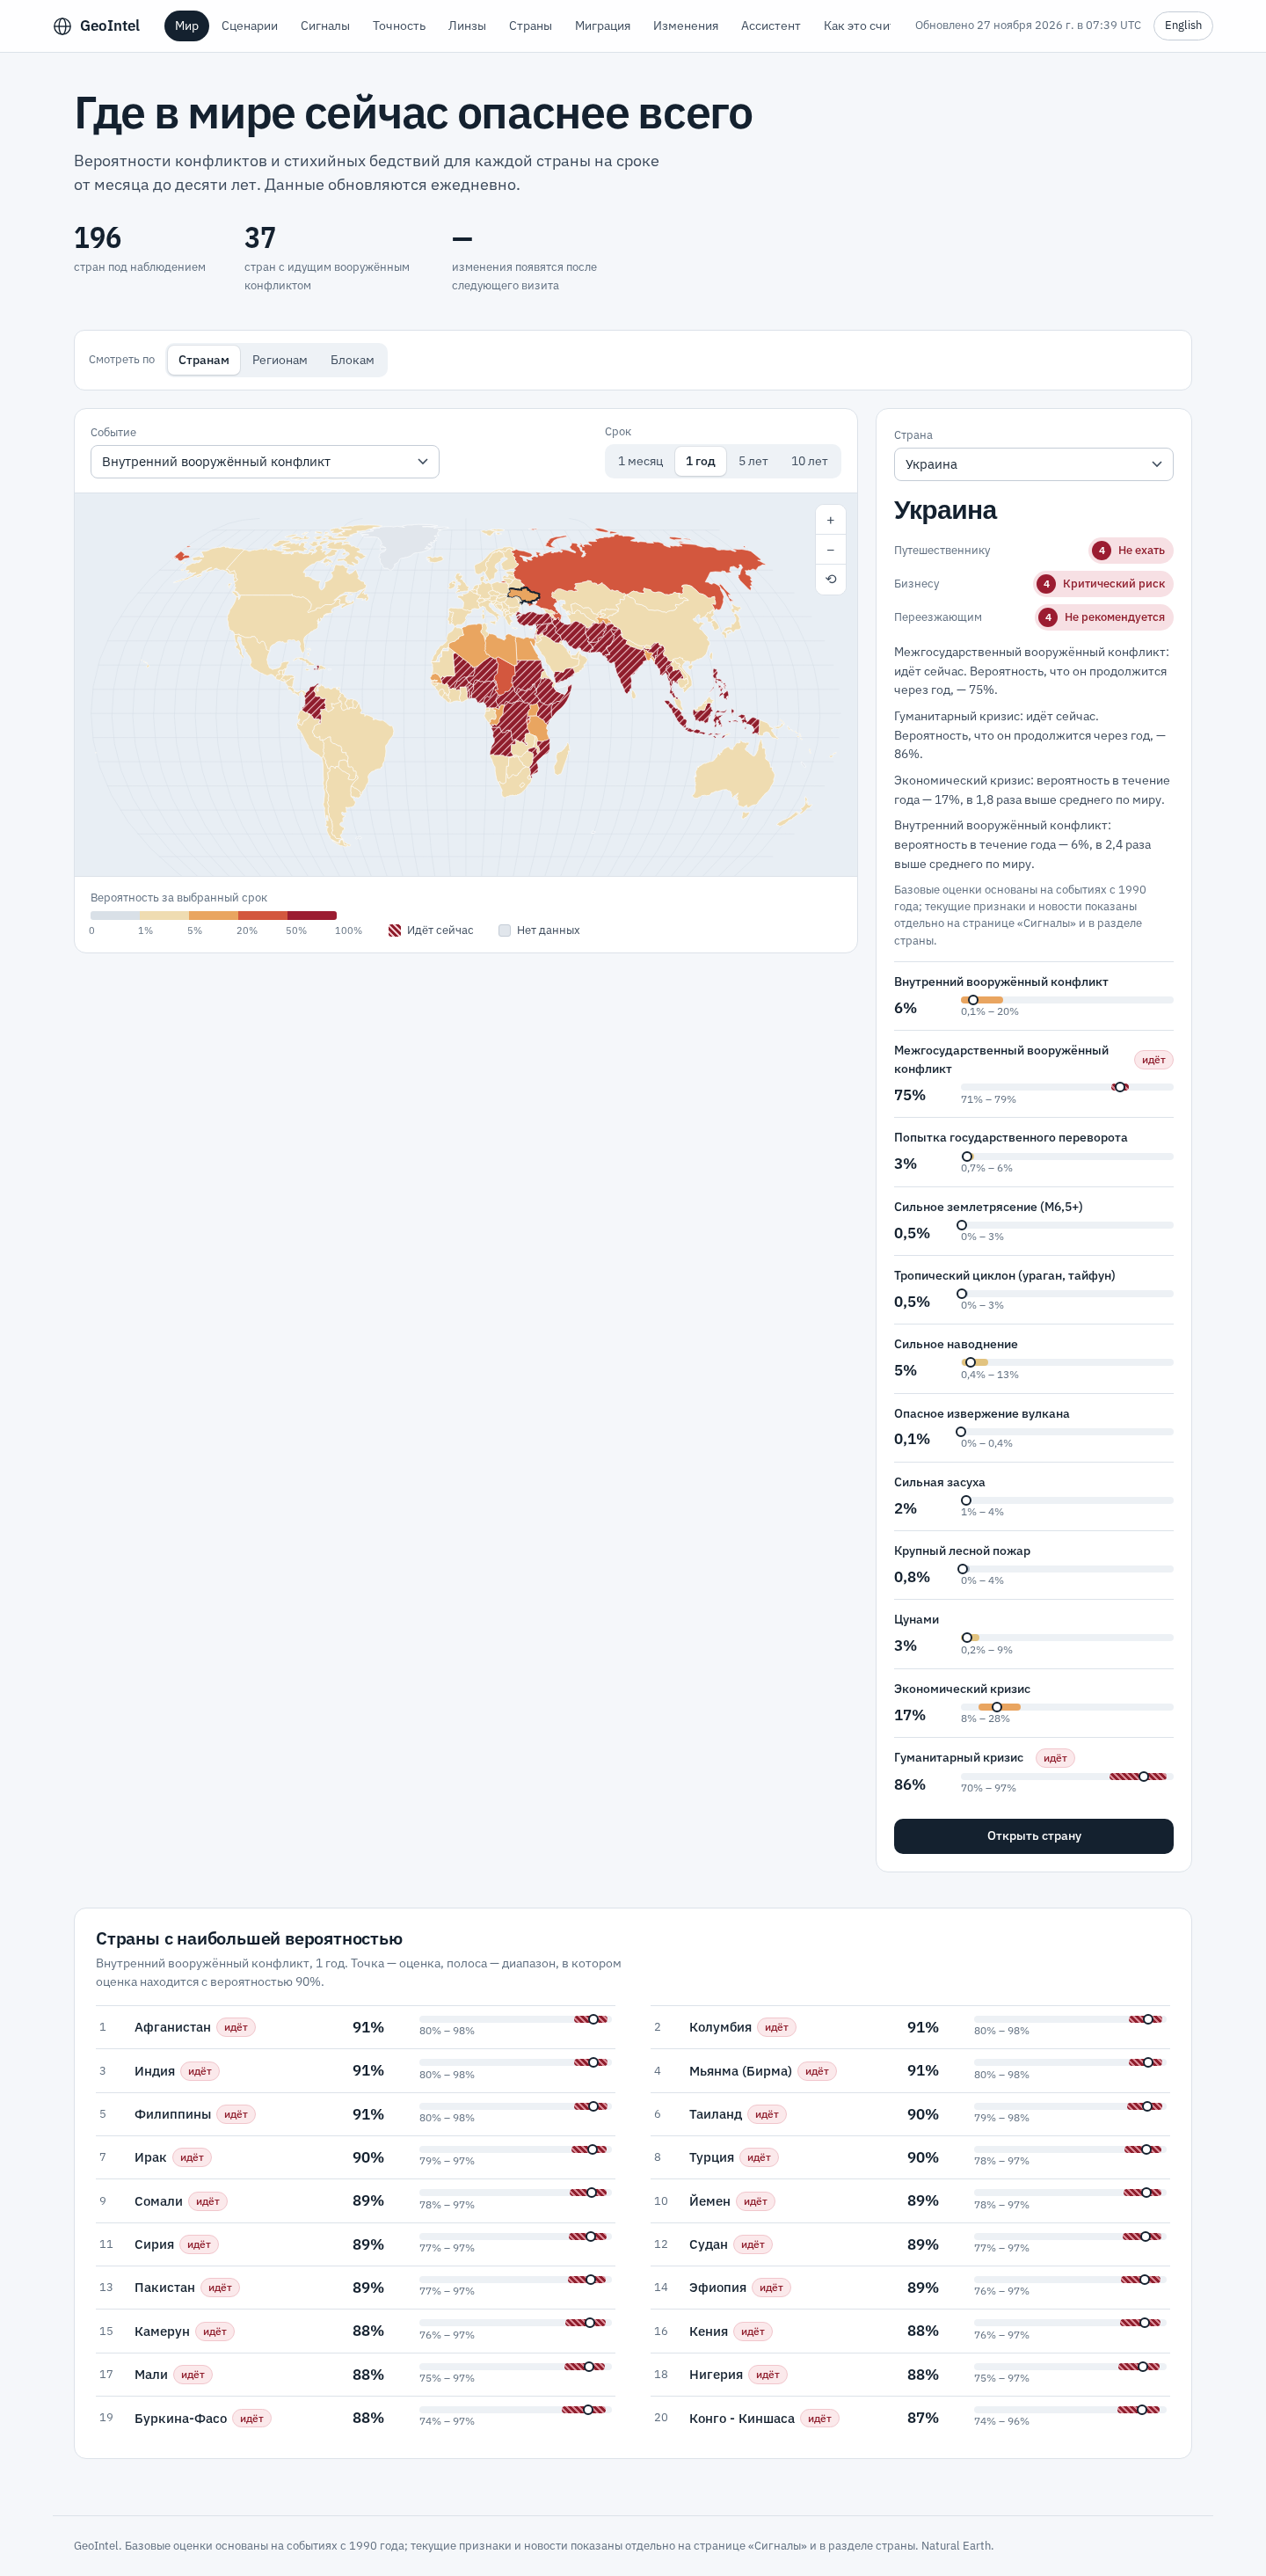 GeoIntel
Мир
Сценарии
Сигналы
Точность
Линзы
Страны
Миграция
Изменения
Ассистент
Как это счи
Обновлено 27 ноября 2026 г. в 07:39 UTC
English
Где в мире сейчас опаснее всего
Вероятности конфликтов и стихийных бедствий для каждой страны на сроке
от месяца до десяти лет. Данные обновляются ежедневно.
196
стран под наблюдением
37
стран с идущим вооружённым
конфликтом
—
изменения появятся после
следующего визита
Смотреть по
Странам
Регионам
Блокам
Событие
Внутренний вооружённый конфликт
Срок
1 месяц
1 год
5 лет
10 лет
+
−
⟲
Вероятность за выбранный срок
0
1%
5%
20%
50%
100%
Идёт сейчас
Нет данных
Страна
Украина
Украина
Путешественнику
4 Не ехать
Бизнесу
4 Критический риск
Переезжающим
4 Не рекомендуется
Межгосударственный вооружённый конфликт:
идёт сейчас. Вероятность, что он продолжится
через год, — 75%.
Гуманитарный кризис: идёт сейчас.
Вероятность, что он продолжится через год, —
86%.
Экономический кризис: вероятность в течение
года — 17%, в 1,8 раза выше среднего по миру.
Внутренний вооружённый конфликт:
вероятность в течение года — 6%, в 2,4 раза
выше среднего по миру.
Базовые оценки основаны на событиях с 1990
года; текущие признаки и новости показаны
отдельно на странице «Сигналы» и в разделе
страны.
Внутренний вооружённый конфликт
6%
0,1% – 20%
Межгосударственный вооружённый
конфликт
идёт
75%
71% – 79%
Попытка государственного переворота
3%
0,7% – 6%
Сильное землетрясение (M6,5+)
0,5%
0% – 3%
Тропический циклон (ураган, тайфун)
0,5%
0% – 3%
Сильное наводнение
5%
0,4% – 13%
Опасное извержение вулкана
0,1%
0% – 0,4%
Сильная засуха
2%
1% – 4%
Крупный лесной пожар
0,8%
0% – 4%
Цунами
3%
0,2% – 9%
Экономический кризис
17%
8% – 28%
Гуманитарный кризис идёт
86%
70% – 97%
Открыть страну
Страны с наибольшей вероятностью
Внутренний вооружённый конфликт, 1 год. Точка — оценка, полоса — диапазон, в котором
оценка находится с вероятностью 90%.
1 Афганистан идёт 91% 80% – 98%
2 Колумбия идёт 91% 80% – 98%
3 Индия идёт 91% 80% – 98%
4 Мьянма (Бирма) идёт 91% 80% – 98%
5 Филиппины идёт 91% 80% – 98%
6 Таиланд идёт 90% 79% – 98%
7 Ирак идёт 90% 79% – 97%
8 Турция идёт 90% 78% – 97%
9 Сомали идёт 89% 78% – 97%
10 Йемен идёт 89% 78% – 97%
11 Сирия идёт 89% 77% – 97%
12 Судан идёт 89% 77% – 97%
13 Пакистан идёт 89% 77% – 97%
14 Эфиопия идёт 89% 76% – 97%
15 Камерун идёт 88% 76% – 97%
16 Кения идёт 88% 76% – 97%
17 Мали идёт 88% 75% – 97%
18 Нигерия идёт 88% 75% – 97%
19 Буркина-Фасо идёт 88% 74% – 97%
20 Конго - Киншаса идёт 87% 74% – 96%
GeoIntel. Базовые оценки основаны на событиях с 1990 года; текущие признаки и новости показаны отдельно на странице «Сигналы» и в разделе страны. Natural Earth.